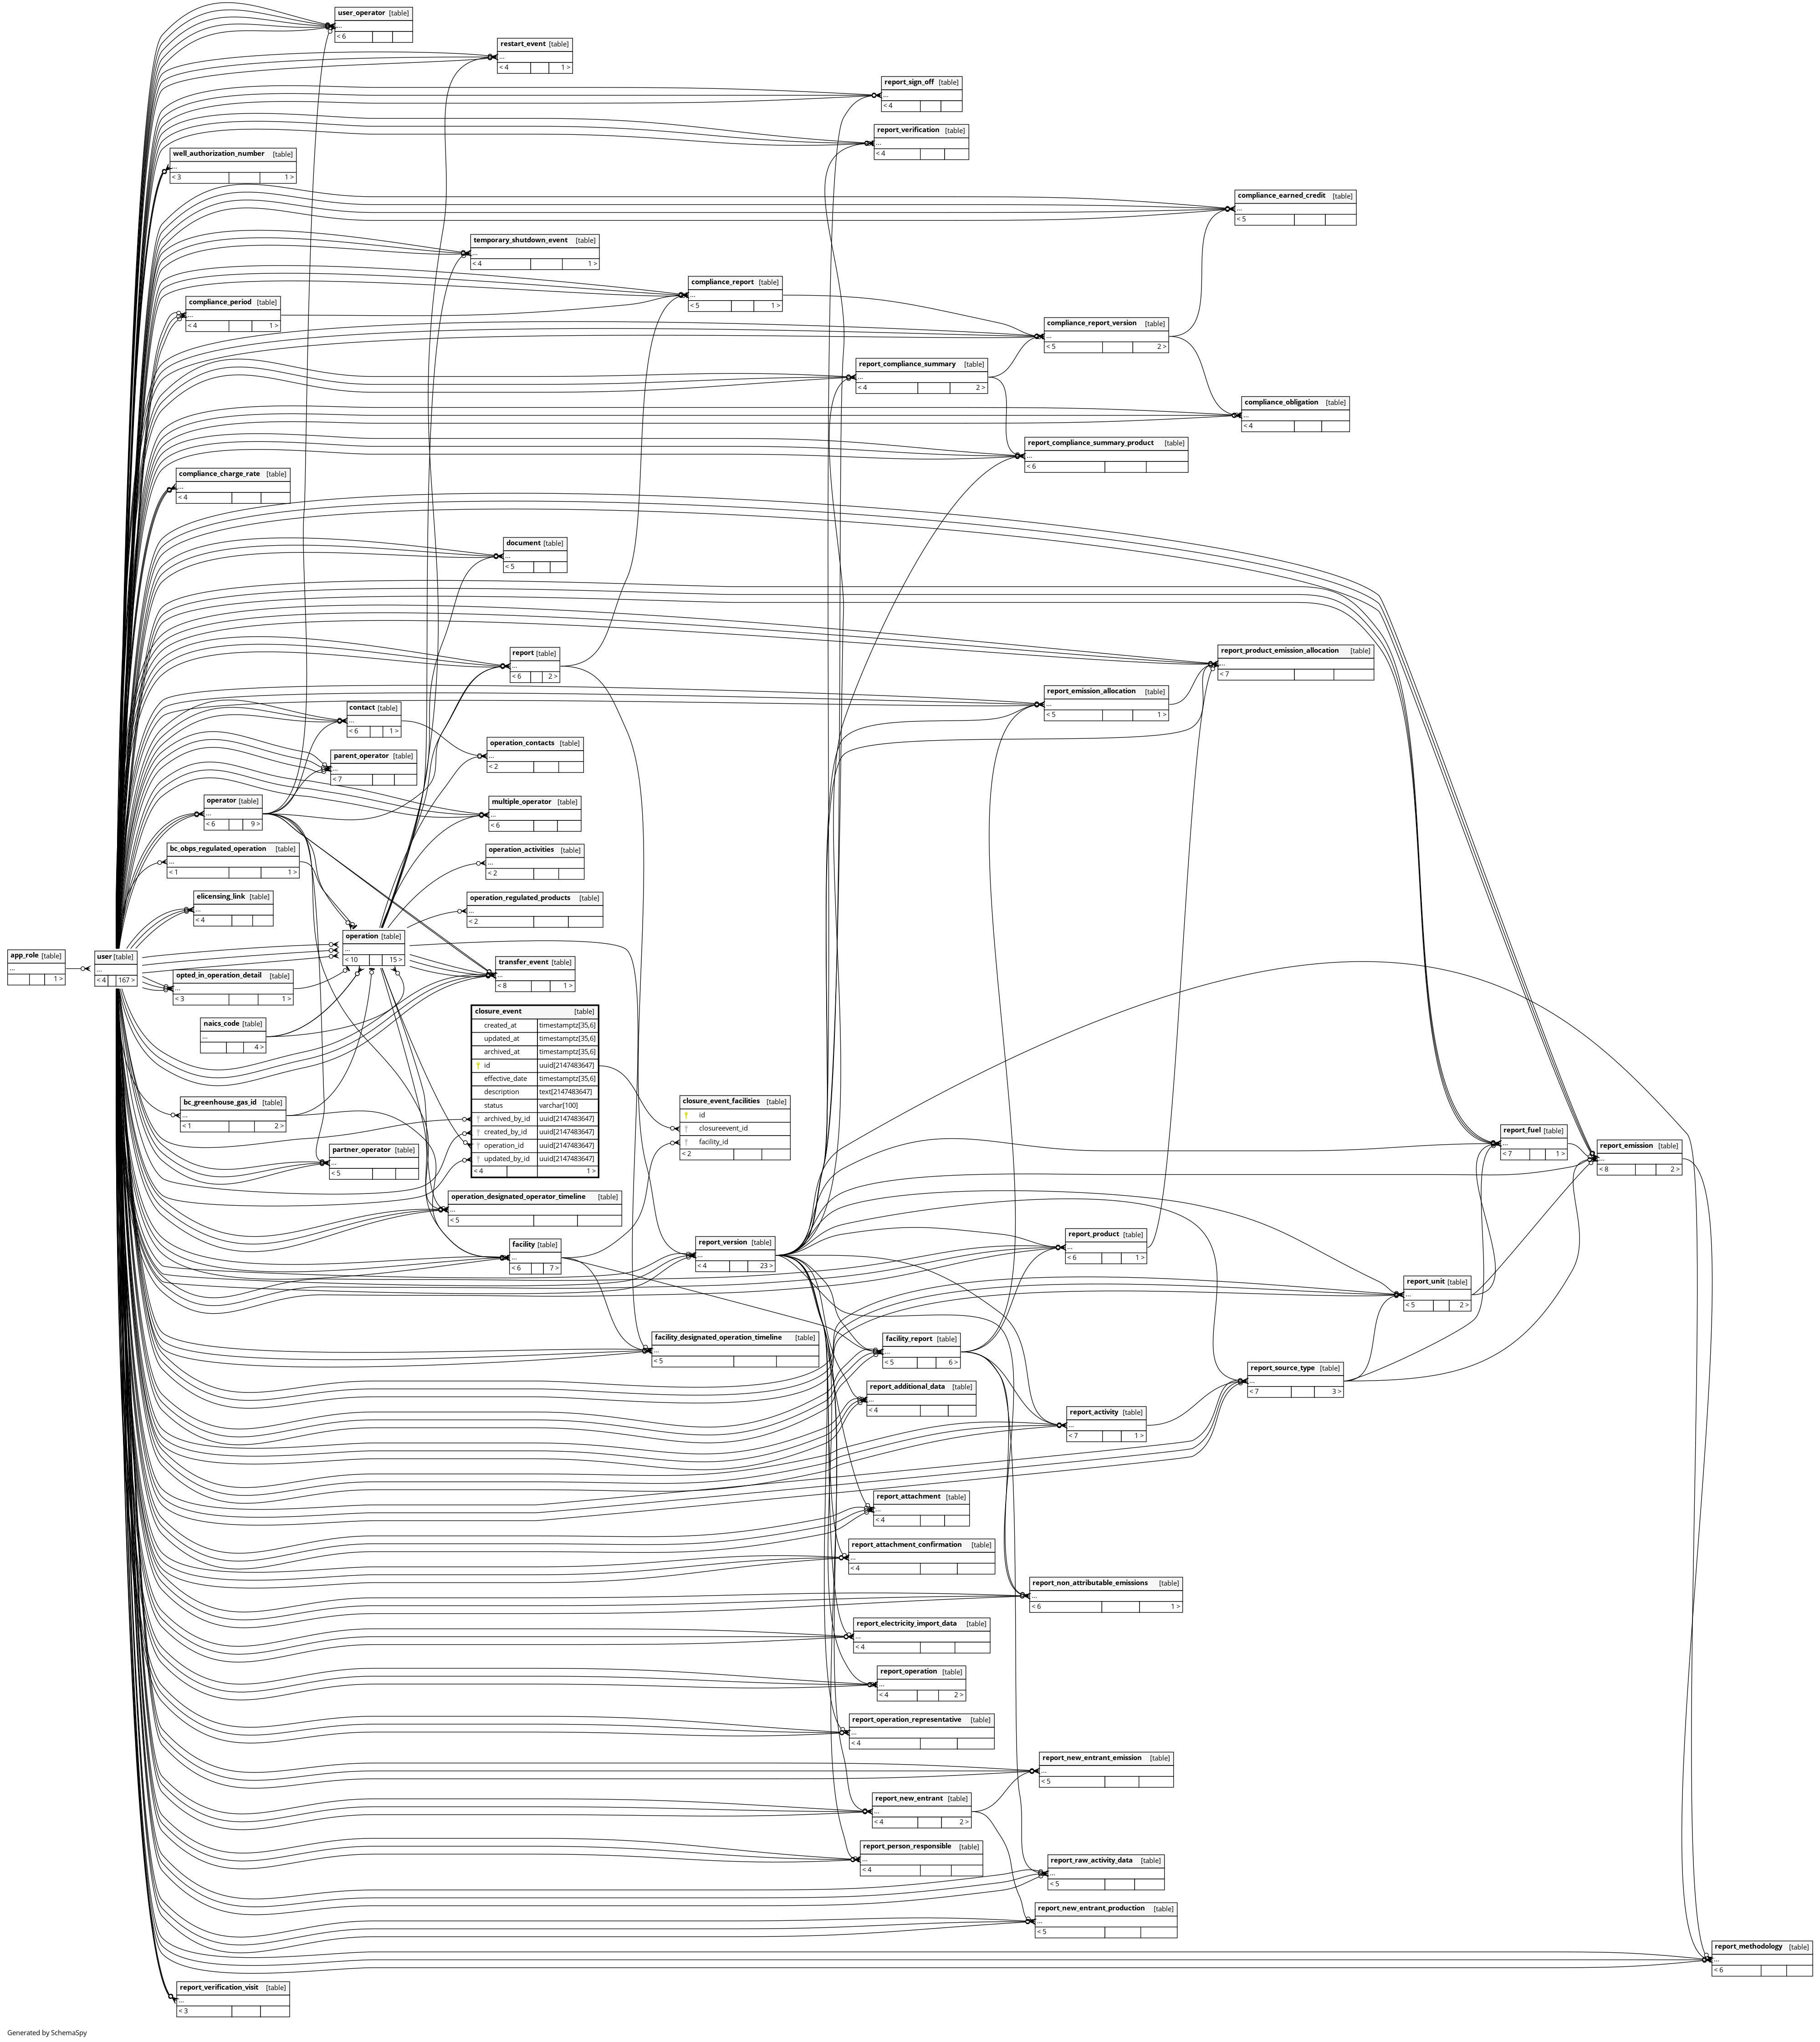 user_operator [table]
...
< 6
restart_event [table]
...
< 4 1 >
report_sign_off [table]
...
< 4
report_verification [table]
...
< 4
well_authorization_number [table]
...
< 3 1 >
compliance_earned_credit [table]
...
< 5
temporary_shutdown_event [table]
...
< 4 1 >
compliance_report [table]
...
< 5 1 >
compliance_period [table]
...
< 4 1 >
compliance_report_version [table]
...
< 5 2 >
report_compliance_summary [table]
...
< 4 2 >
compliance_obligation [table]
...
< 4
report_compliance_summary_product [table]
...
< 6
compliance_charge_rate [table]
...
< 4
document [table]
...
< 5
report [table]
...
< 6 2 >
report_product_emission_allocation [table]
...
< 7
report_emission_allocation [table]
...
< 5 1 >
contact [table]
...
< 6 1 >
operation_contacts [table]
...
< 2
parent_operator [table]
...
< 7
operator [table]
...
< 6 9 >
multiple_operator [table]
...
< 6
bc_obps_regulated_operation [table]
...
< 1 1 >
operation_activities [table]
...
< 2
elicensing_link [table]
...
< 4
operation_regulated_products [table]
...
< 2
operation [table]
...
< 10 15 >
app_role [table]
...
1 >
user [table]
...
< 4 167 >
transfer_event [table]
...
< 8 1 >
opted_in_operation_detail [table]
...
< 3 1 >
naics_code [table]
...
4 >
closure_event [table]
created_at timestamptz[35,6]
updated_at timestamptz[35,6]
archived_at timestamptz[35,6]
id uuid[2147483647]
effective_date timestamptz[35,6]
description text[2147483647]
status varchar[100]
archived_by_id uuid[2147483647]
created_by_id uuid[2147483647]
operation_id uuid[2147483647]
updated_by_id uuid[2147483647]
< 4 1 >
closure_event_facilities [table]
id
closureevent_id
facility_id
< 2
bc_greenhouse_gas_id [table]
...
< 1 2 >
report_fuel [table]
...
< 7 1 >
report_emission [table]
...
< 8 2 >
partner_operator [table]
...
< 5
operation_designated_operator_timeline [table]
...
< 5
facility [table]
...
< 6 7 >
report_version [table]
...
< 4 23 >
report_product [table]
...
< 6 1 >
report_unit [table]
...
< 5 2 >
facility_designated_operation_timeline [table]
...
< 5
facility_report [table]
...
< 5 6 >
report_source_type [table]
...
< 7 3 >
report_additional_data [table]
...
< 4
report_activity [table]
...
< 7 1 >
report_attachment [table]
...
< 4
report_attachment_confirmation [table]
...
< 4
report_non_attributable_emissions [table]
...
< 6 1 >
report_electricity_import_data [table]
...
< 4
report_operation [table]
...
< 4 2 >
report_operation_representative [table]
...
< 4
report_new_entrant_emission [table]
...
< 5
report_new_entrant [table]
...
< 4 2 >
report_person_responsible [table]
...
< 4
report_raw_activity_data [table]
...
< 5
report_new_entrant_production [table]
...
< 5
report_methodology [table]
...
< 6
report_verification_visit [table]
...
< 3
Generated by SchemaSpy